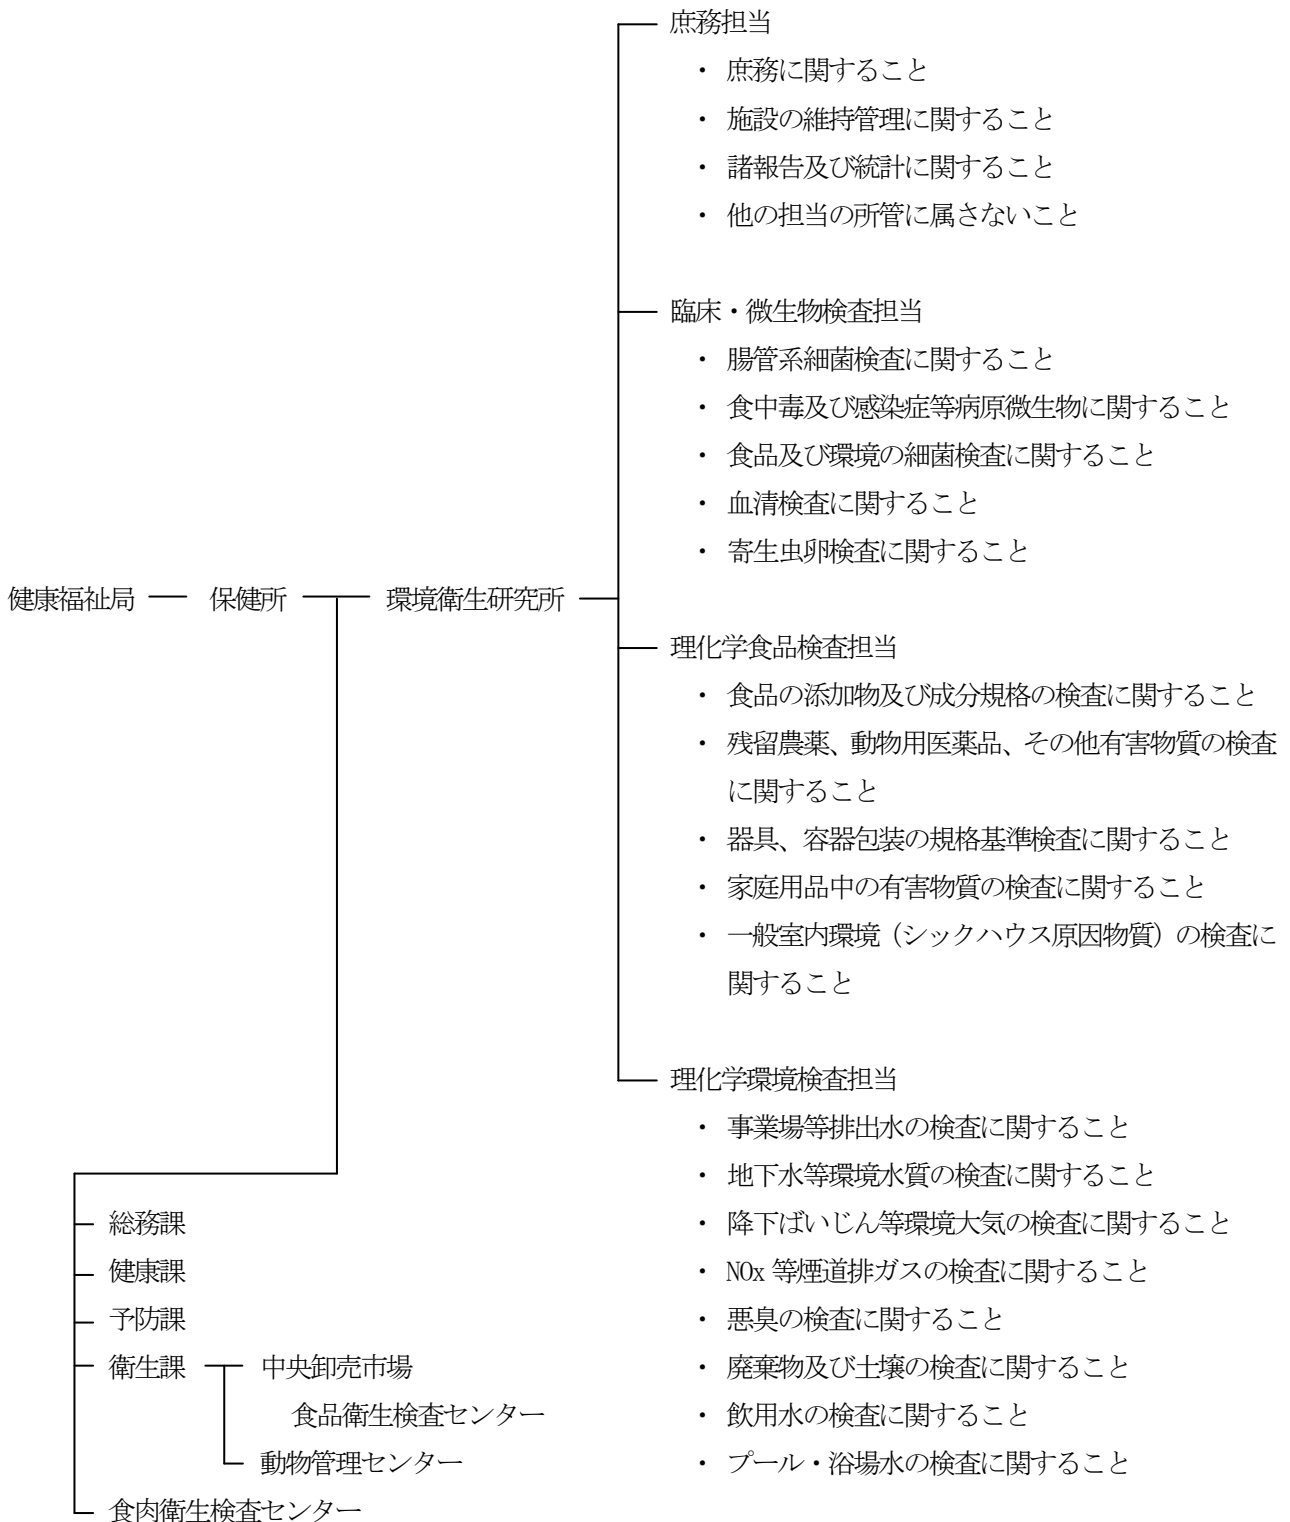 庶務担当
・ 庶務に関すること
・ 施設の維持管理に関すること
・ 諸報告及び統計に関すること
・ 他の担当の所管に属さないこと
臨床・微生物検査担当
・ 腸管系細菌検査に関すること
・ 食中毒及び感染症等病原微生物に関すること
・ 食品及び環境の細菌検査に関すること
・ 血清検査に関すること
・ 寄生虫卵検査に関すること
健康福祉局 保健所 環境衛生研究所
理化学食品検査担当
・ 食品の添加物及び成分規格の検査に関すること
・ 残留農薬、動物用医薬品、その他有害物質の検査
に関すること
・ 器具、容器包装の規格基準検査に関すること
・ 家庭用品中の有害物質の検査に関すること
・ 一般室内環境（シックハウス原因物質）の検査に
関すること
理化学環境検査担当
・ 事業場等排出水の検査に関すること
・ 地下水等環境水質の検査に関すること
・ 降下ばいじん等環境大気の検査に関すること
・ NOx 等煙道排ガスの検査に関すること
・ 悪臭の検査に関すること
・ 廃棄物及び土壌の検査に関すること
・ 飲用水の検査に関すること
・ プール・浴場水の検査に関すること
総務課
健康課
予防課
衛生課 中央卸売市場
食品衛生検査センター
動物管理センター
食肉衛生検査センター